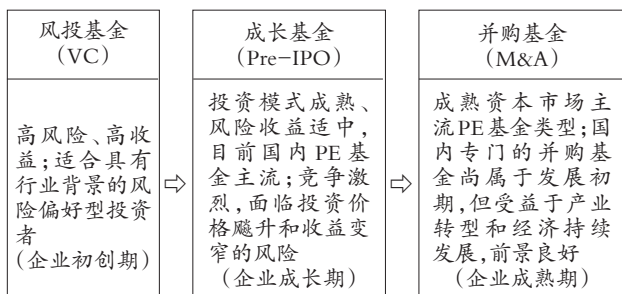 风投基金
(VC)
高风险、高收
益;适合具有
行业背景的风
险偏好型投资
者
(企业初创期)
成长基金
(Pre-IPO)
投资模式成熟、
风险收益适中,
目前国内 PE 基
金主流;竞争激
烈,面临投资价
格飚升和收益变
窄的风险
(企业成长期)
并购基金
(M&A)
成熟资本市场主
流PE基金类型;国
内专门的并购基
金尚属于发展初
期,但受益于产业
转型和经济持续
发展,前景良好
(企业成熟期)